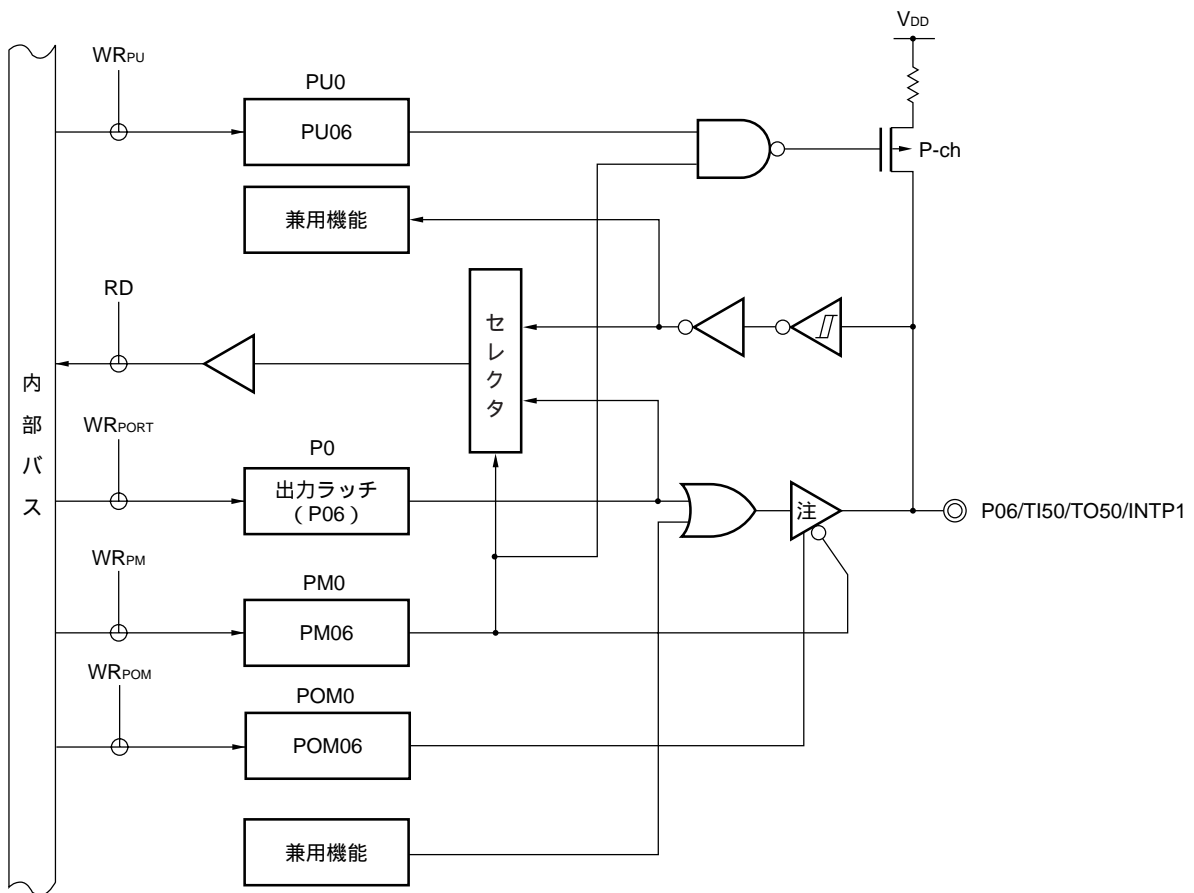 VDD
WRPU
PU0
PU06
P-ch
兼用機能
RD
セレクタ
内部バス
WRPORT
P0
出力ラッチ
（P06）
注
P06/TI50/TO50/INTP1
WRPM
PM0
PM06
WRPOM
POM0
POM06
兼用機能